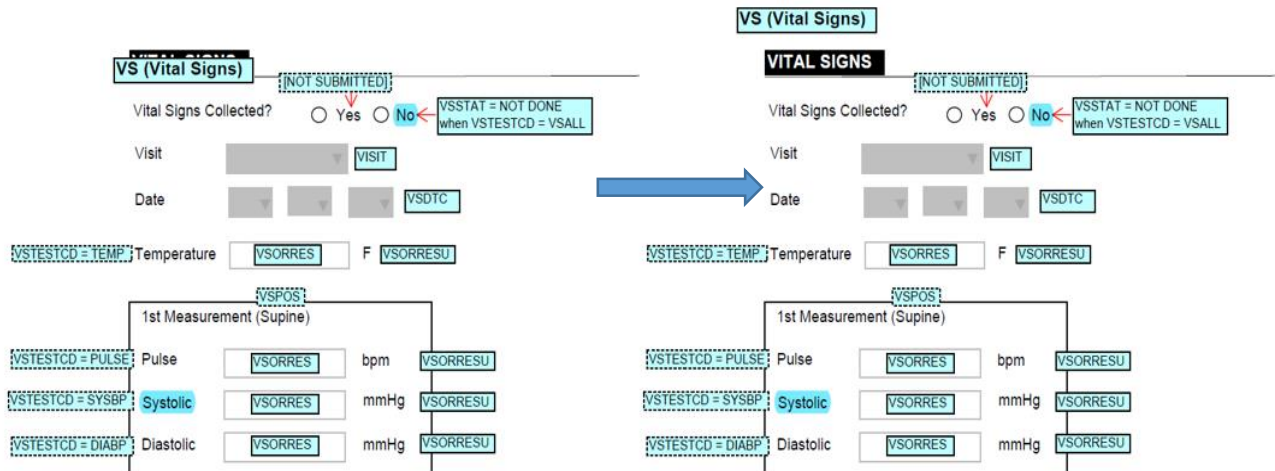 VITAL SIGNS
VS (Vital Signs)
[NOT SUBMITTED]
Vital Signs Collected? Yes No
VSSTAT = NOT DONE
when VSTESTCD = VSALL
Visit VISIT
Date VSDTC
VSTESTCD = TEMP Temperature VSORRES F VSORRESU
VSPOS
1st Measurement (Supine)
VSTESTCD = PULSE Pulse VSORRES bpm VSORRESU
VSTESTCD = SYSBP Systolic VSORRES mmHg VSORRESU
VSTESTCD = DIABP Diastolic VSORRES mmHg VSORRESU
VS (Vital Signs)
VITAL SIGNS
[NOT SUBMITTED]
Vital Signs Collected? Yes No
VSSTAT = NOT DONE
when VSTESTCD = VSALL
Visit VISIT
Date VSDTC
VSTESTCD = TEMP Temperature VSORRES F VSORRESU
VSPOS
1st Measurement (Supine)
VSTESTCD = PULSE Pulse VSORRES bpm VSORRESU
VSTESTCD = SYSBP Systolic VSORRES mmHg VSORRESU
VSTESTCD = DIABP Diastolic VSORRES mmHg VSORRESU